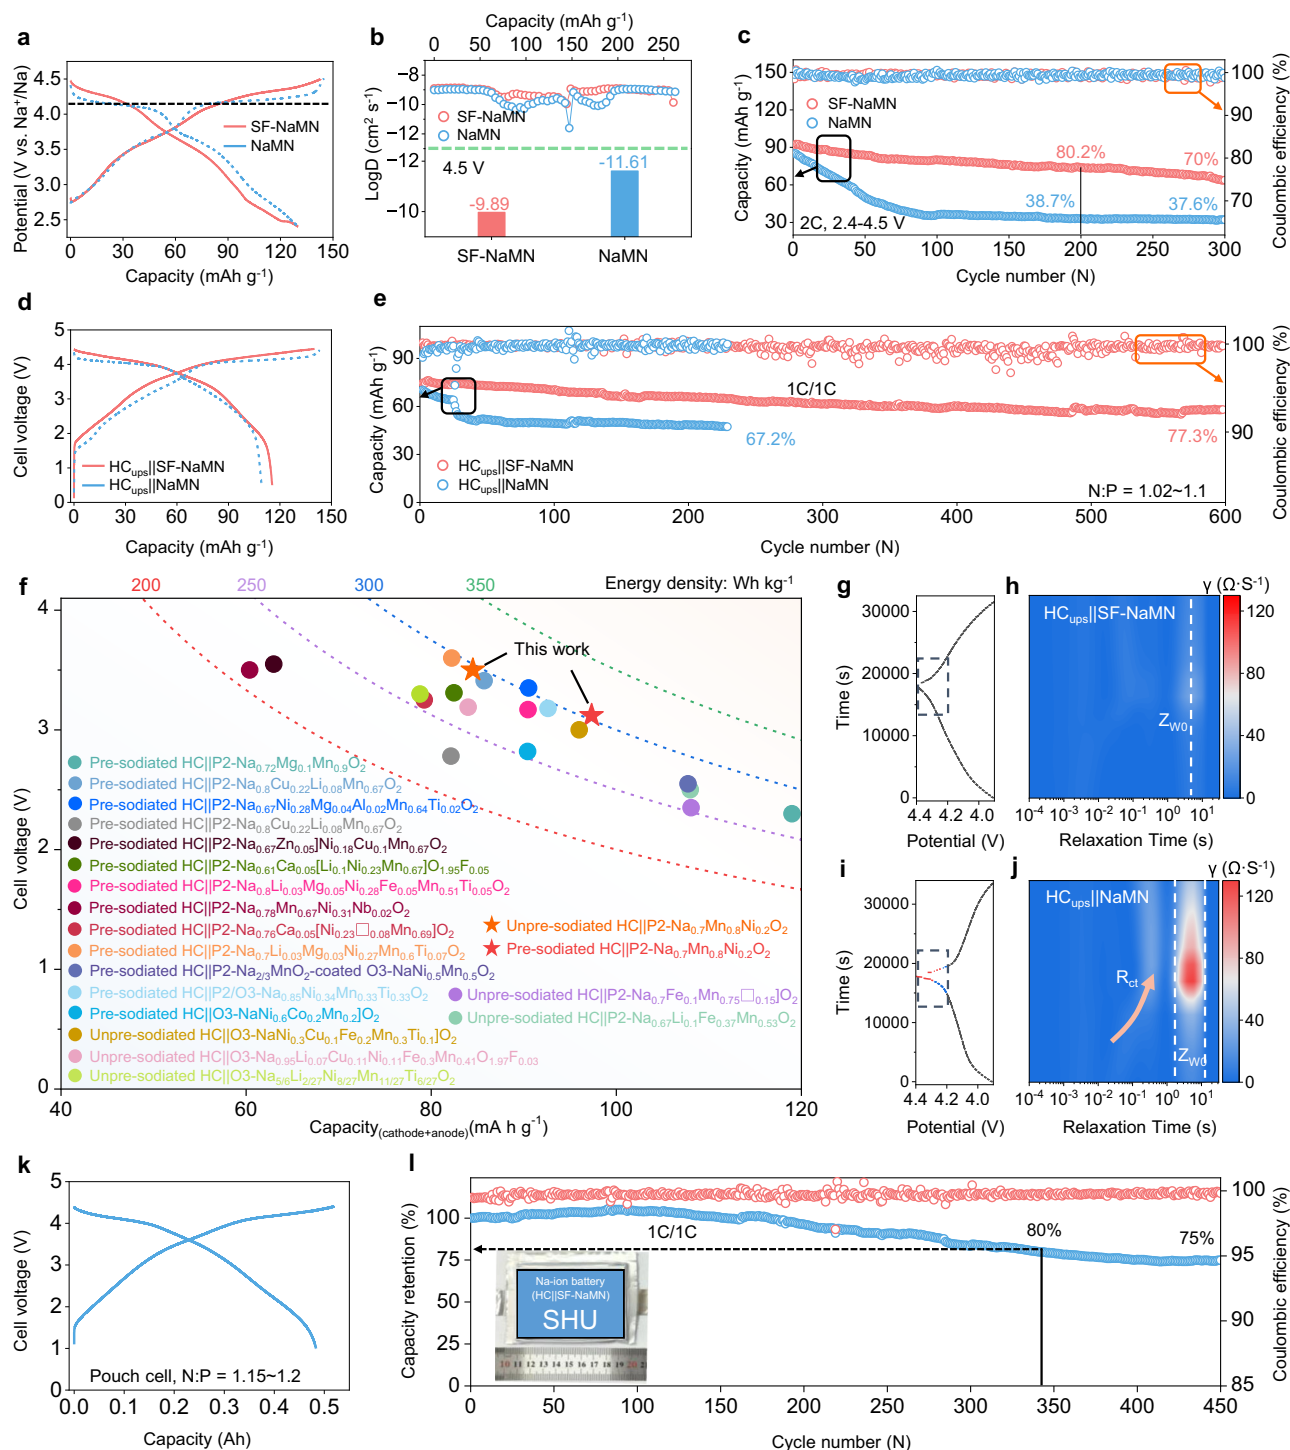 a
Potential (V vs. Na⁺/Na)
4.5
4.0
3.5
3.0
2.5
SF-NaMN
NaMN
0 30 60 90 120 150
Capacity (mAh g⁻¹)
b
Capacity (mAh g⁻¹)
0 50 100 150 200 250
LogD (cm² s⁻¹)
−8
−10
−12
−12
−10
SF-NaMN
NaMN
4.5 V
-9.89
-11.61
SF-NaMN NaMN
c
Capacity (mAh g⁻¹)
150
120
90
60
30
SF-NaMN
NaMN
80.2%
70%
38.7%
37.6%
2C, 2.4-4.5 V
0 50 100 150 200 250 300
Cycle number (N)
100
95
90
85
80
75
70
65
Coulombic efficiency (%)
d
Cell voltage (V)
5
4
3
2
1
0
HC_ups||SF-NaMN
HC_ups||NaMN
0 30 60 90 120 150
Capacity (mAh g⁻¹)
e
Capacity (mAh g⁻¹)
90
60
30
0
1C/1C
67.2%
77.3%
HC_ups||SF-NaMN
HC_ups||NaMN
N:P = 1.02~1.1
0 100 200 300 400 500 600
Cycle number (N)
100
90
Coulombic efficiency (%)
f
200 250 300 350
Energy density: Wh kg⁻¹
Cell voltage (V)
4
3
2
1
0
This work
Pre-sodiated HC||P2-Na₀.₇₂Mg₀.₁Mn₀.₉O₂
Pre-sodiated HC||P2-Na₀.₈Cu₀.₂₂Li₀.₀₈Mn₀.₆₇O₂
Pre-sodiated HC||P2-Na₀.₆₇Ni₀.₂₈Mg₀.₀₄Al₀.₀₂Mn₀.₆₄Ti₀.₀₂O₂
Pre-sodiated HC||P2-Na₀.₈Cu₀.₂₂Li₀.₀₈Mn₀.₆₇O₂
Pre-sodiated HC||P2-Na₀.₆₇Zn₀.₀₅]Ni₀.₁₈Cu₀.₁Mn₀.₆₇O₂
Pre-sodiated HC||P2-Na₀.₆₁Ca₀.₀₅[Li₀.₁Ni₀.₂₃Mn₀.₆₇]O₁.₉₅F₀.₀₅
Pre-sodiated HC||P2-Na₀.₈Li₀.₀₃Mg₀.₀₅Ni₀.₂₈Fe₀.₀₅Mn₀.₅₁Ti₀.₀₅O₂
Pre-sodiated HC||P2-Na₀.₇₈Mn₀.₆₇Ni₀.₃₁Nb₀.₀₂O₂
Pre-sodiated HC||P2-Na₀.₇₆Ca₀.₀₅[Ni₀.₂₃□₀.₀₈Mn₀.₆₉]O₂
Pre-sodiated HC||P2-Na₀.₇Li₀.₀₃Mg₀.₀₃Ni₀.₂₇Mn₀.₆Ti₀.₀₇O₂
Pre-sodiated HC||P2-Na₂/₃MnO₂-coated O3-NaNi₀.₅Mn₀.₅O₂
Pre-sodiated HC||P2/O3-Na₀.₈₅Ni₀.₃₄Mn₀.₃₃Ti₀.₃₃O₂
Pre-sodiated HC||O3-NaNi₀.₆Co₀.₂Mn₀.₂]O₂
Unpre-sodiated HC||O3-NaNi₀.₃Cu₀.₁Fe₀.₂Mn₀.₃Ti₀.₁]O₂
Unpre-sodiated HC||O3-Na₀.₉₅Li₀.₀₇Cu₀.₁₁Ni₀.₁₁Fe₀.₃Mn₀.₄₁O₁.₉₇F₀.₀₃
Unpre-sodiated HC||O3-Na₅/₆Li₂/₂₇Ni₈/₂₇Mn₁₁/₂₇Ti₆/₂₇O₂
Unpre-sodiated HC||P2-Na₀.₇Mn₀.₈Ni₀.₂O₂
Pre-sodiated HC||P2-Na₀.₇Mn₀.₈Ni₀.₂O₂
Unpre-sodiated HC||P2-Na₀.₇Fe₀.₁Mn₀.₇₅□₀.₁₅]O₂
Unpre-sodiated HC||P2-Na₀.₆₇Li₀.₁Fe₀.₃₇Mn₀.₅₃O₂
40 60 80 100 120
Capacity_(cathode+anode)(mA h g⁻¹)
g
Time (s)
30000
20000
10000
0
4.4 4.2 4.0
Potential (V)
h
γ (Ω·S⁻¹)
HC_ups||SF-NaMN
Z_W0
10⁻⁴ 10⁻³ 10⁻² 10⁻¹ 10⁰ 10¹
Relaxation Time (s)
120
80
40
0
i
Time (s)
30000
20000
10000
0
4.4 4.2 4.0
Potential (V)
j
γ (Ω·S⁻¹)
HC_ups||NaMN
R_ct
Z_W0
10⁻⁴ 10⁻³ 10⁻² 10⁻¹ 10⁰ 10¹
Relaxation Time (s)
120
80
40
0
k
Cell voltage (V)
5
4
3
2
1
0
Pouch cell, N:P = 1.15~1.2
0.0 0.1 0.2 0.3 0.4 0.5
Capacity (Ah)
l
Capacity retention (%)
100
75
50
25
0
1C/1C
80%
75%
Na-ion battery
(HC||SF-NaMN)
SHU
10 11 12 13 14 15 16 17 18 19 20 21
0 50 100 150 200 250 300 350 400 450
Cycle number (N)
100
95
90
85
Coulombic efficiency (%)